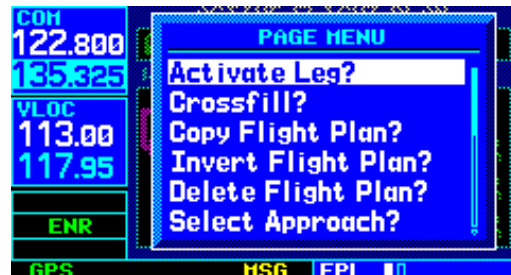 COM
122.800
135.325
VLOC
113.00
117.95
ENR
GPS
PAGE MENU
Activate Leg?
Crossfill?
Copy Flight Plan?
Invert Flight Plan?
Delete Flight Plan?
Select Approach?
MSG
FPL